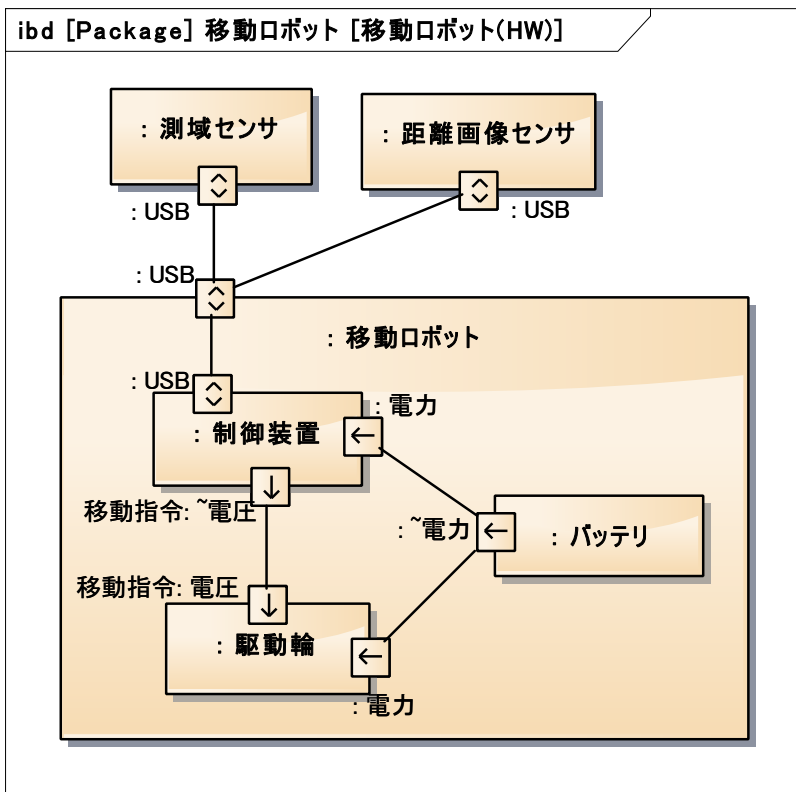 ibd [Package] 移動ロボット [移動ロボット(HW)]
: 測域センサ
: 距離画像センサ
: USB
: USB
: USB
: 移動ロボット
: USB
: 電力
: 制御装置
移動指令: ~電圧
: ~電力
: バッテリ
移動指令: 電圧
: 駆動輪
: 電力